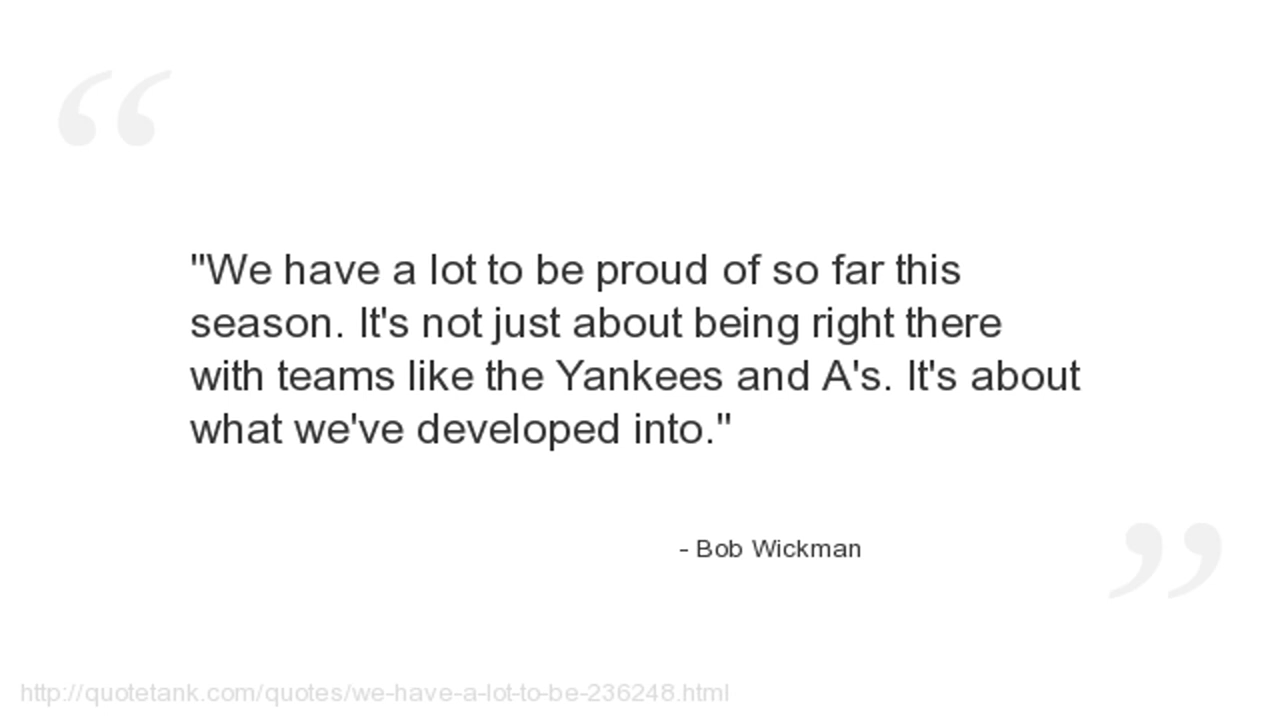 "We have a lot to be proud of so far this
season. It's not just about being right there
with teams like the Yankees and A's. It's about
what we've developed into."
- Bob Wickman
http://quotetank.com/quotes/we-have-a-lot-to-be-236248.html